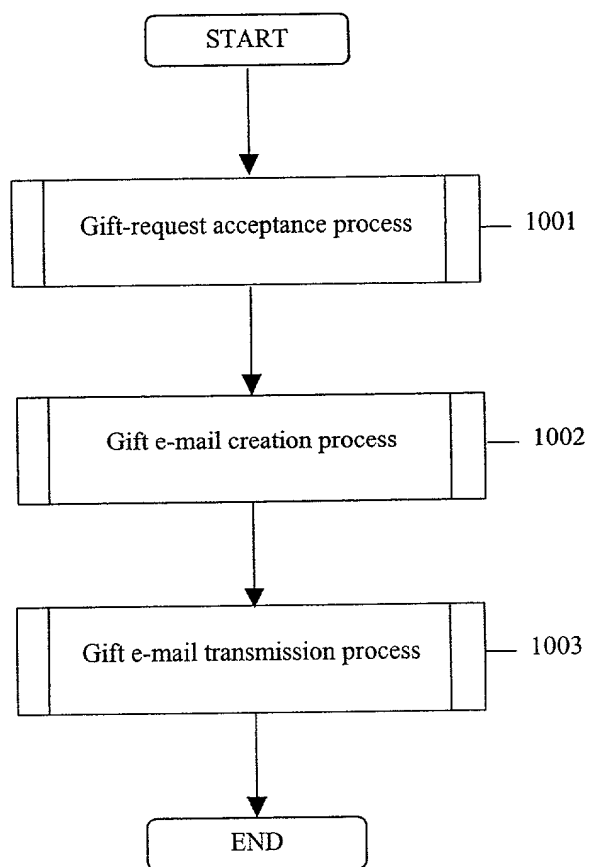 START
Gift-request acceptance process
1001
Gift e-mail creation process
1002
Gift e-mail transmission process
1003
END